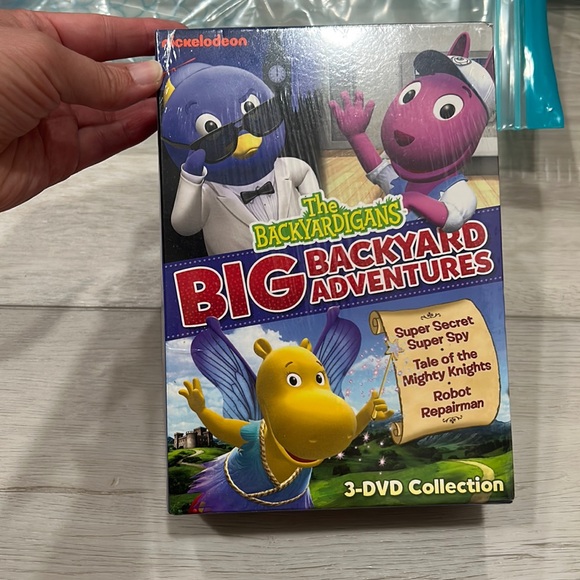 nickelodeon
The
BACKYARDIGANS
BIG BACKYARD
ADVENTURES
Super Secret
Super Spy
•
Tale of the
Mighty Knights
•
Robot
Repairman
3-DVD Collection